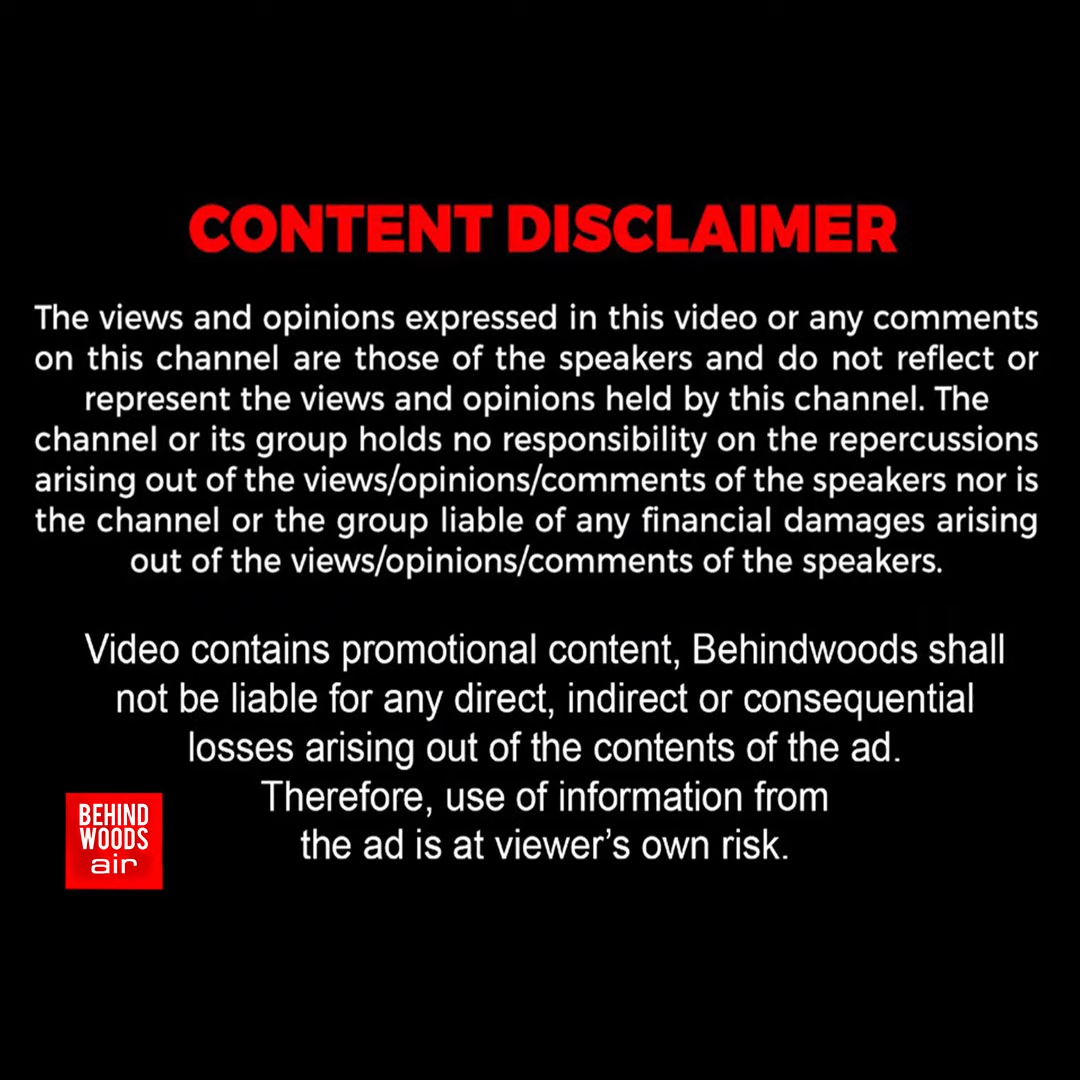 CONTENT DISCLAIMER
The views and opinions expressed in this video or any comments
on this channel are those of the speakers and do not reflect or
represent the views and opinions held by this channel. The
channel or its group holds no responsibility on the repercussions
arising out of the views/opinions/comments of the speakers nor is
the channel or the group liable of any financial damages arising
out of the views/opinions/comments of the speakers.
Video contains promotional content, Behindwoods shall
not be liable for any direct, indirect or consequential
losses arising out of the contents of the ad.
Therefore, use of information from
the ad is at viewer's own risk.
BEHIND
WOODS
air